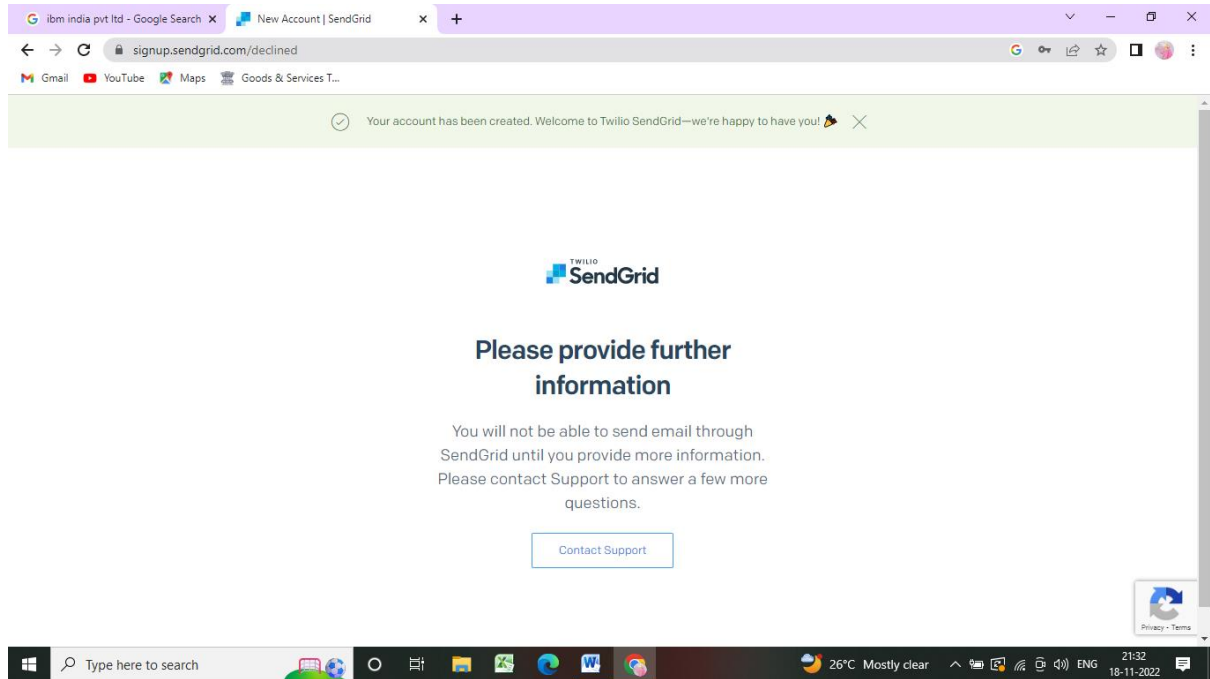 ibm india pvt ltd - Google Search
New Account | SendGrid
signup.sendgrid.com/declined
Gmail YouTube Maps Goods & Services T...
Your account has been created. Welcome to Twilio SendGrid—we're happy to have you! 🎉
TWILIO
SendGrid
Please provide further
information
You will not be able to send email through
SendGrid until you provide more information.
Please contact Support to answer a few more
questions.
Contact Support
Privacy - Terms
Type here to search
26°C Mostly clear
ENG
21:32
18-11-2022